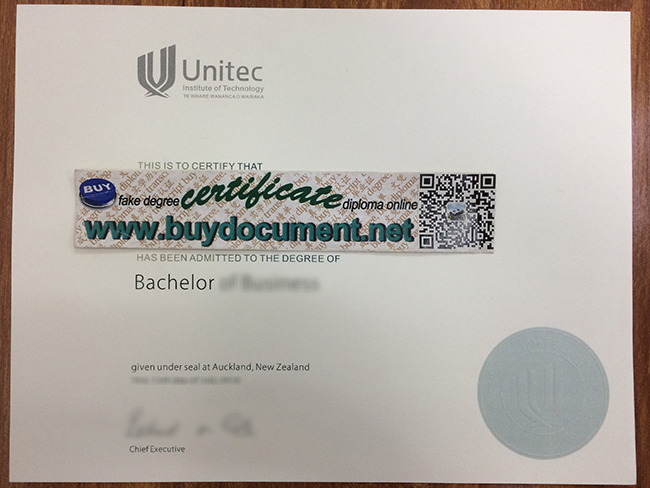 Unitec
Institute of Technology
TE WHARE WANANGA O WAIRAKA
THIS IS TO CERTIFY THAT
BUY
fake degree certificate diploma online
www.buydocument.net
HAS BEEN ADMITTED TO THE DEGREE OF
Bachelor of Business
given under seal at Auckland, New Zealand
Chief Executive